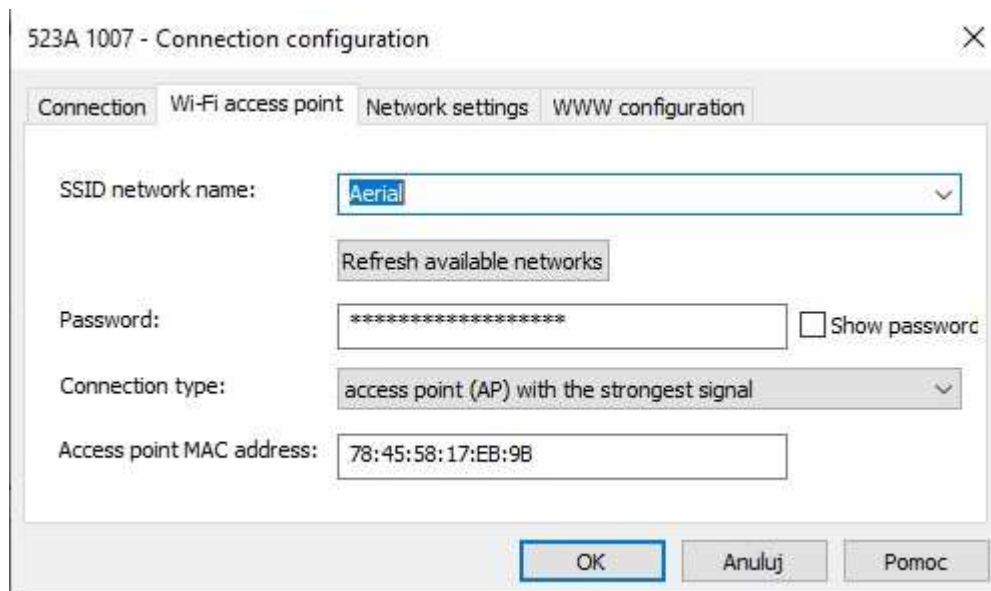 523A 1007 - Connection configuration
Connection Wi-Fi access point Network settings WWW configuration
SSID network name: Aerial
Refresh available networks
Password: ****************** Show password
Connection type: access point (AP) with the strongest signal
Access point MAC address: 78:45:58:17:EB:9B
OK Anuluj Pomoc